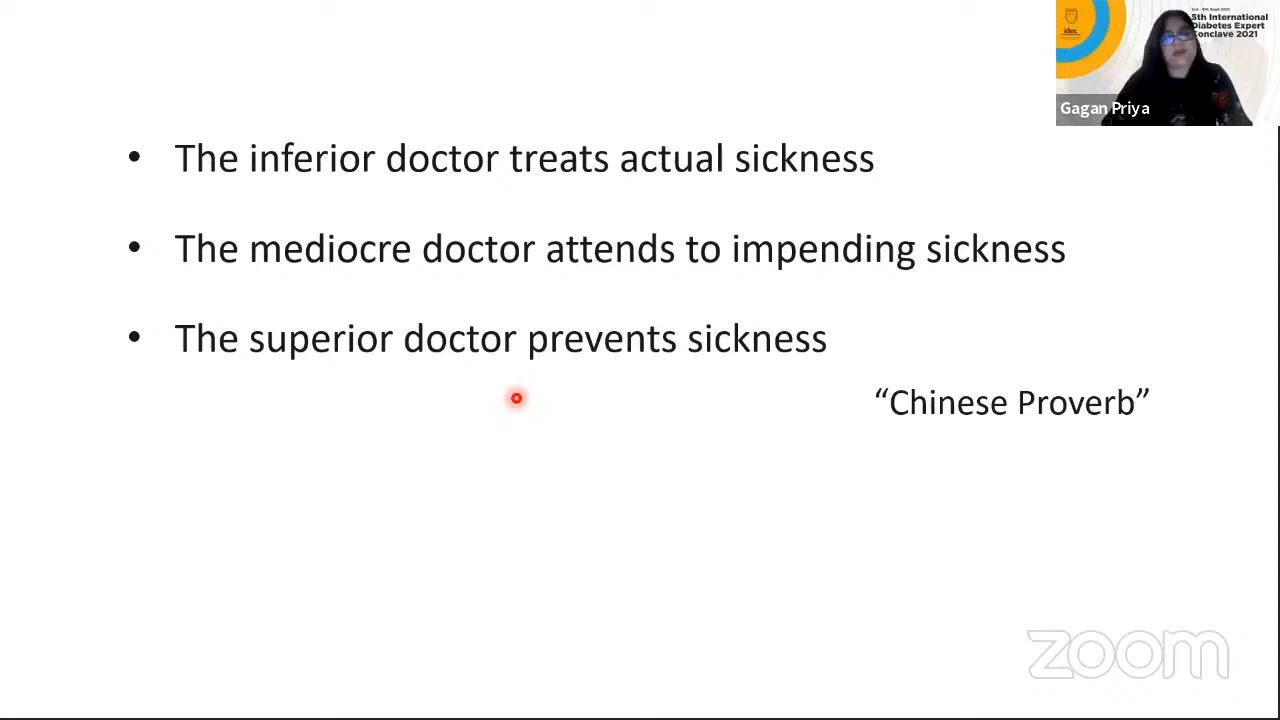 • The inferior doctor treats actual sickness
• The mediocre doctor attends to impending sickness
• The superior doctor prevents sickness
“Chinese Proverb”
5th International
Diabetes Expert
Conclave 2021
idec
Gagan Priya
zoom